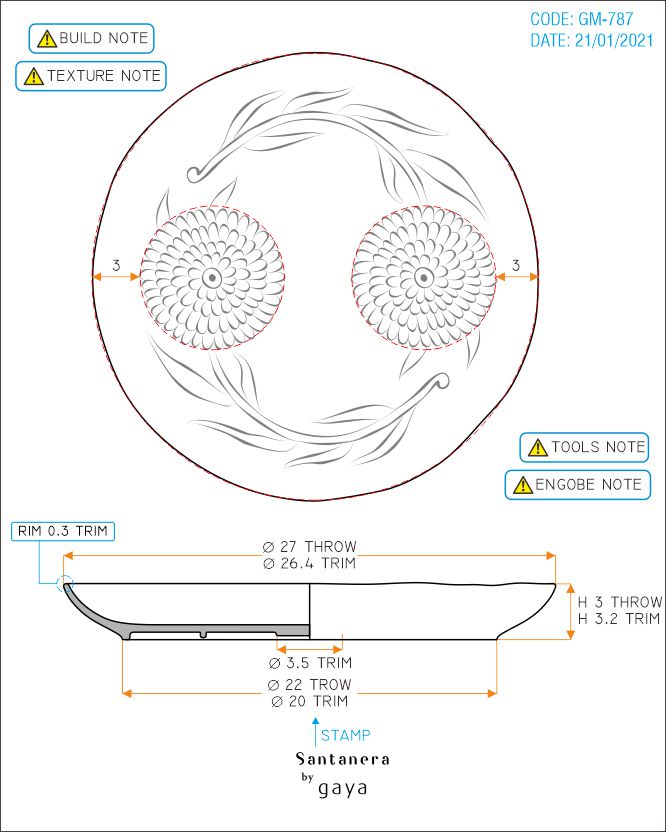 CODE: GM-787
DATE: 21/01/2021
BUILD NOTE
TEXTURE NOTE
3
3
TOOLS NOTE
ENGOBE NOTE
RIM 0.3 TRIM
Ø 27 THROW
Ø 26.4 TRIM
H 3 THROW
H 3.2 TRIM
Ø 3.5 TRIM
Ø 22 TROW
Ø 20 TRIM
STAMP
Santanera
by
gaya